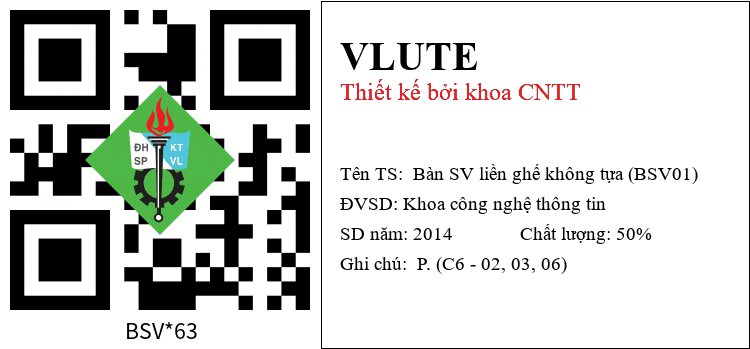 ĐH KT
SP VL
BSV*63
VLUTE
Thiết kế bởi khoa CNTT
Tên TS: Bàn SV liền ghế không tựa (BSV01)
ĐVSD: Khoa công nghệ thông tin
SD năm: 2014 Chất lượng: 50%
Ghi chú: P. (C6 - 02, 03, 06)